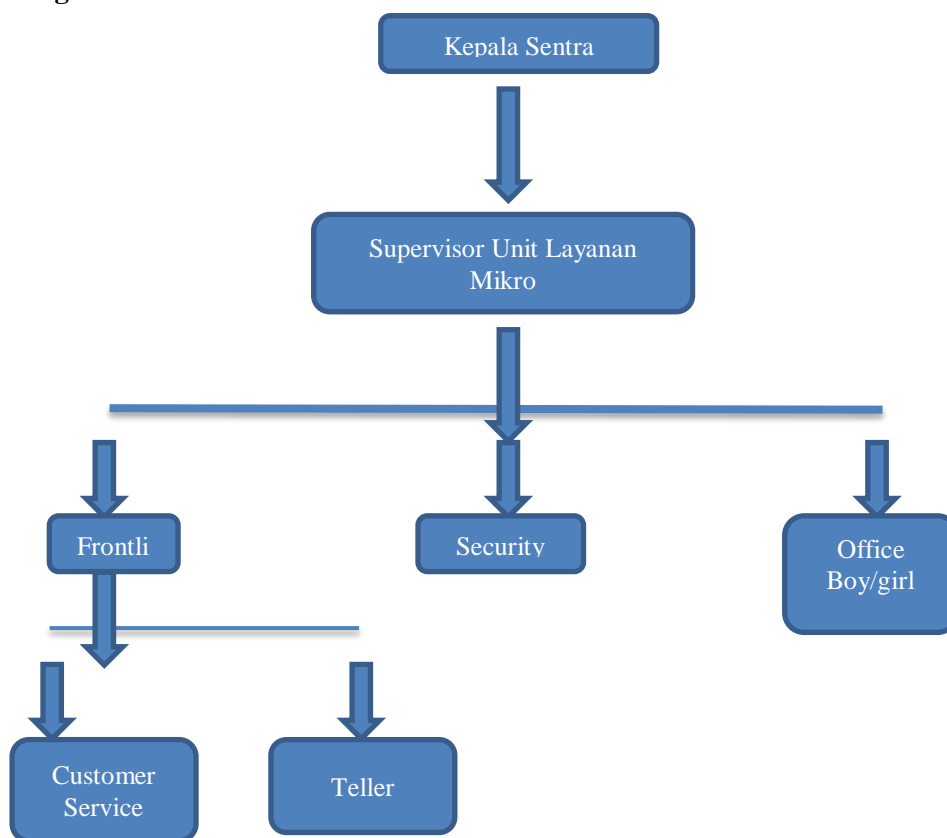 Kepala Sentra
Supervisor Unit Layanan
Mikro
Frontli
Security
Office
Boy/girl
Customer
Service
Teller